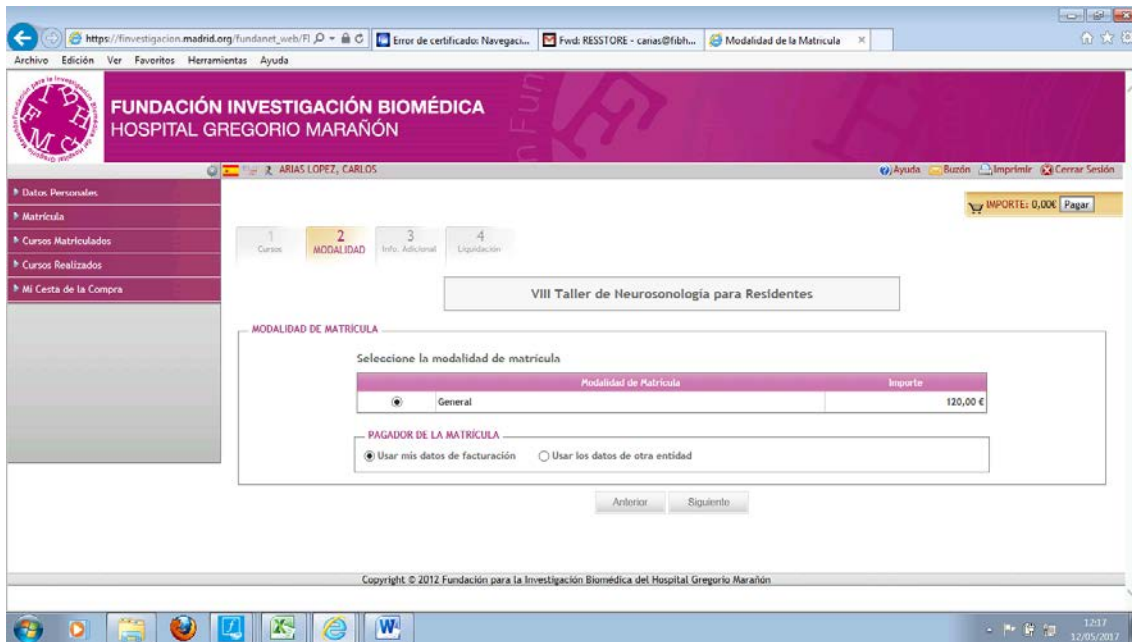 https://finvestigacion.madrid.org/fundanet_web/Fl
Error de certificado: Navegaci...
Fwd: RESSTORE - carias@fibh...
Modalidad de la Matricula
Archivo Edición Ver Favoritos Herramientas Ayuda
FUNDACIÓN INVESTIGACIÓN BIOMÉDICA
HOSPITAL GREGORIO MARAÑÓN
ARIAS LOPEZ, CARLOS
Ayuda Buzón Imprimir Cerrar Sesión
Datos Personales
Matrícula
Cursos Matriculados
Cursos Realizados
Mi Cesta de la Compra
IMPORTE: 0,00€ Pagar
1 2 3 4
Cursos MODALIDAD Info. Adicional Liquidación
VIII Taller de Neurosonología para Residentes
MODALIDAD DE MATRÍCULA
Seleccione la modalidad de matrícula
Modalidad de Matrícula Importe
General 120,00 €
PAGADOR DE LA MATRÍCULA
Usar mis datos de facturación Usar los datos de otra entidad
Anterior Siguiente
Copyright © 2012 Fundación para la Investigación Biomédica del Hospital Gregorio Marañón
12:17
12/05/2017